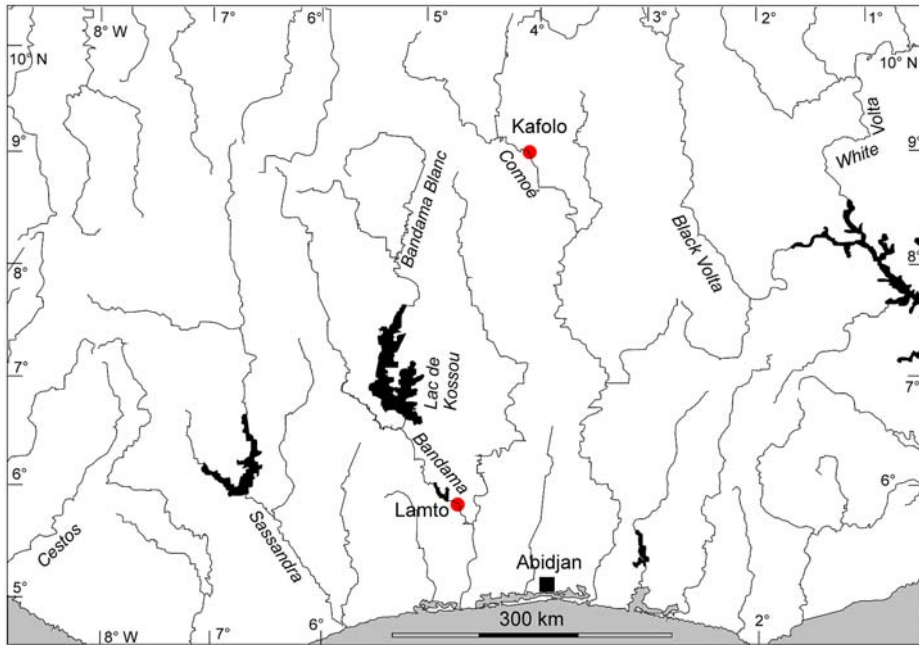 8° W
7°
6°
5°
4°
3°
2°
1°
10° N
10° N
Volta
Kafolo
9°
9°
White
Comoé
Bandama Blanc
Black Volta
8°
8°
7°
Lac de
Kossou
7°
Bandama
6°
6°
Lamto
Cestos
Sassandra
Abidjan
5°
300 km
8° W
7°
6°
2°